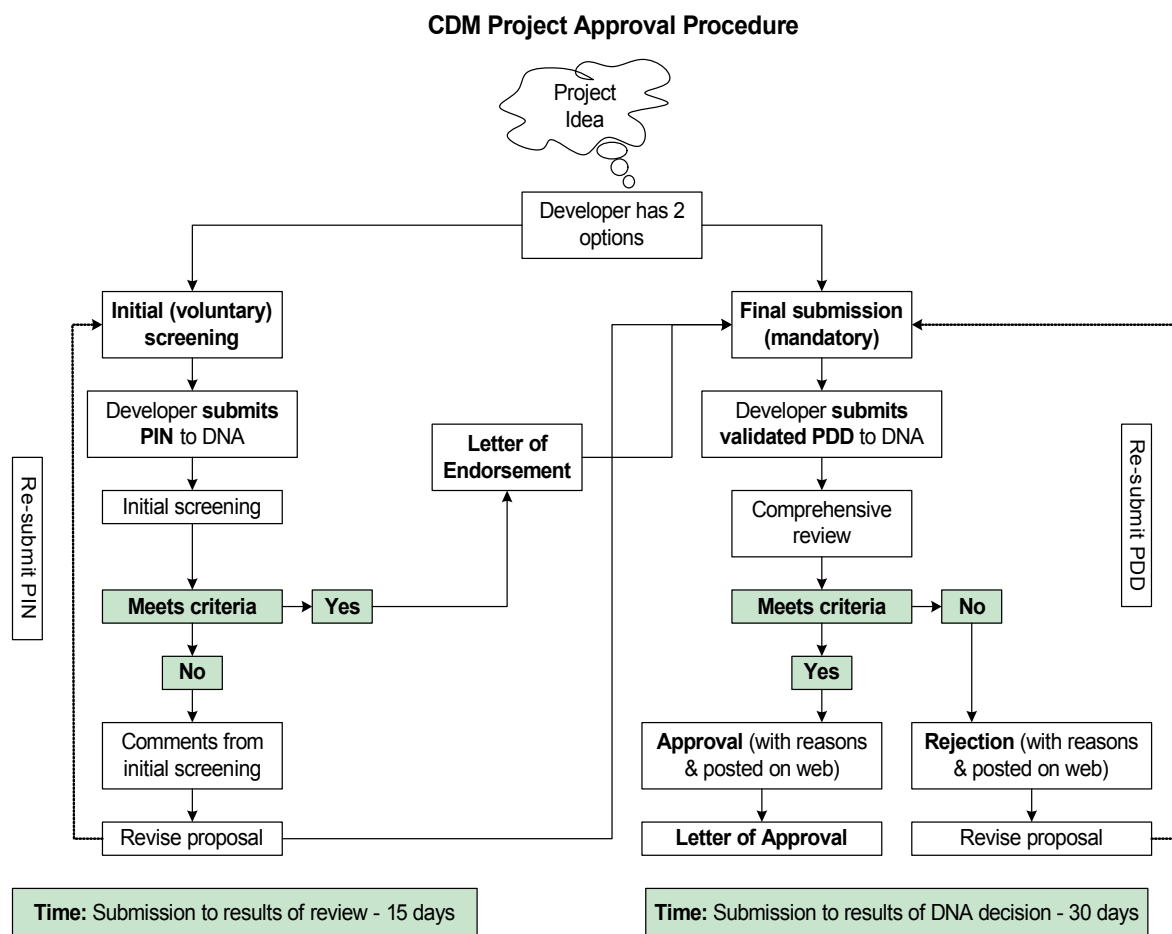 CDM Project Approval Procedure
Project
Idea
Developer has 2
options
Initial (voluntary)
screening
Developer submits
PIN to DNA
Initial screening
Meets criteria
Yes
No
Comments from
initial screening
Revise proposal
Re-submit PIN
Letter of
Endorsement
Final submission
(mandatory)
Developer submits
validated PDD to DNA
Comprehensive
review
Meets criteria
No
Yes
Approval (with reasons
& posted on web)
Letter of Approval
Rejection (with reasons
& posted on web)
Revise proposal
Re-submit PDD
Time: Submission to results of review - 15 days
Time: Submission to results of DNA decision - 30 days